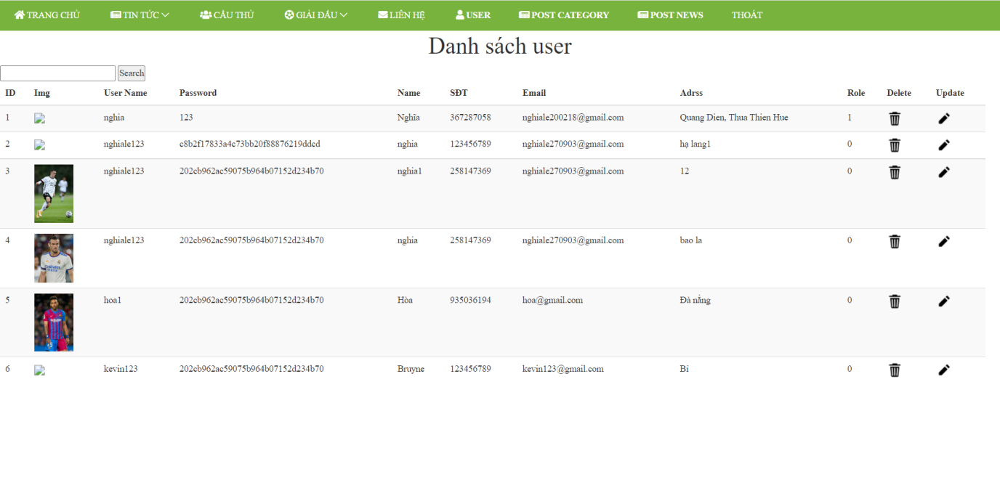 TRANG CHỦ TIN TỨC CẦU THỦ GIẢI ĐẤU LIÊN HỆ USER POST CATEGORY POST NEWS THOÁT
Danh sách user
Search
ID Img User Name Password Name SĐT Email Adrss Role Delete Update
1 nghia 123 Nghĩa 367287058 nghiale200218@gmail.com Quang Dien, Thua Thien Hue 1
2 nghiale123 c8b2f17833a4c73bb20f88876219ddcd nghia 123456789 nghiale270903@gmail.com hạ lang1 0
3 nghiale123 202cb962ac59075b964b07152d234b70 nghia1 258147369 nghiale270903@gmail.com 12 0
4 nghiale123 202cb962ac59075b964b07152d234b70 nghia 258147369 nghiale270903@gmail.com bao la 0
5 hoa1 202cb962ac59075b964b07152d234b70 Hòa 935036194 hoa@gmail.com Đà nẳng 0
6 kevin123 202cb962ac59075b964b07152d234b70 Bruyne 123456789 kevin123@gmail.com Bỉ 0